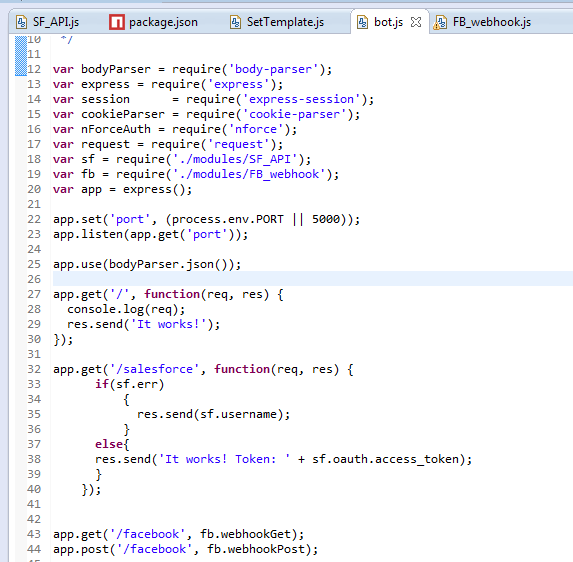 SF_API.js package.json SetTemplate.js bot.js FB_webhook.js
10 */
11
12 var bodyParser = require('body-parser');
13 var express = require('express');
14 var session      = require('express-session');
15 var cookieParser = require('cookie-parser');
16 var nForceAuth = require('nforce');
17 var request = require('request');
18 var sf = require('./modules/SF_API');
19 var fb = require('./modules/FB_webhook');
20 var app = express();
21
22 app.set('port', (process.env.PORT || 5000));
23 app.listen(app.get('port'));
24
25 app.use(bodyParser.json());
26
27 app.get('/', function(req, res) {
28   console.log(req);
29   res.send('It works!');
30 });
31
32 app.get('/salesforce', function(req, res) {
33       if(sf.err)
34           {
35             res.send(sf.username);
36           }
37       else{
38       res.send('It works! Token: ' + sf.oauth.access_token);
39       }
40     });
41
42
43 app.get('/facebook', fb.webhookGet);
44 app.post('/facebook', fb.webhookPost);